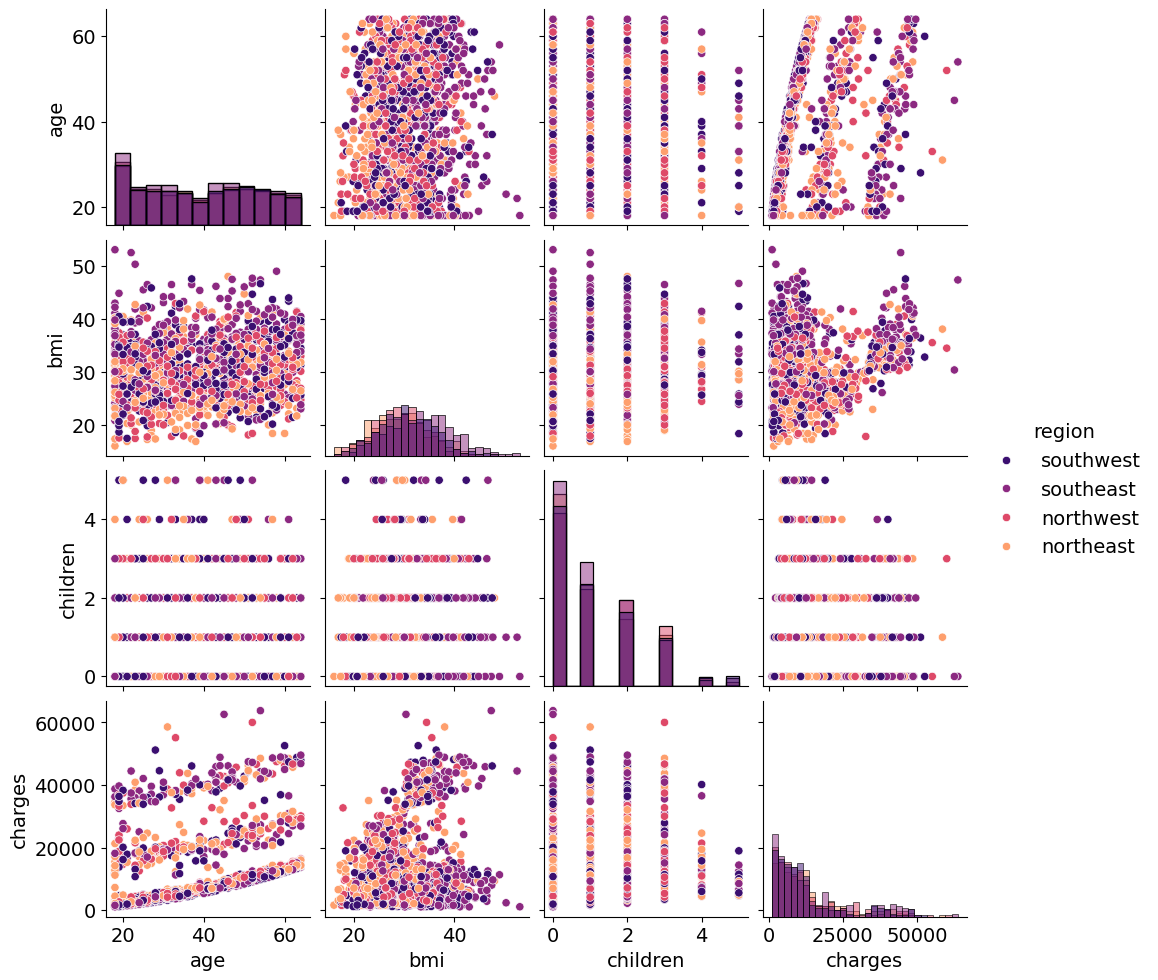 60
40
20
age
50
40
30
20
bmi
region
southwest
southeast
northwest
northeast
4
2
0
children
60000
40000
20000
0
charges
20 40 60
20 40
0 2 4
0 25000 50000
age
bmi
children
charges